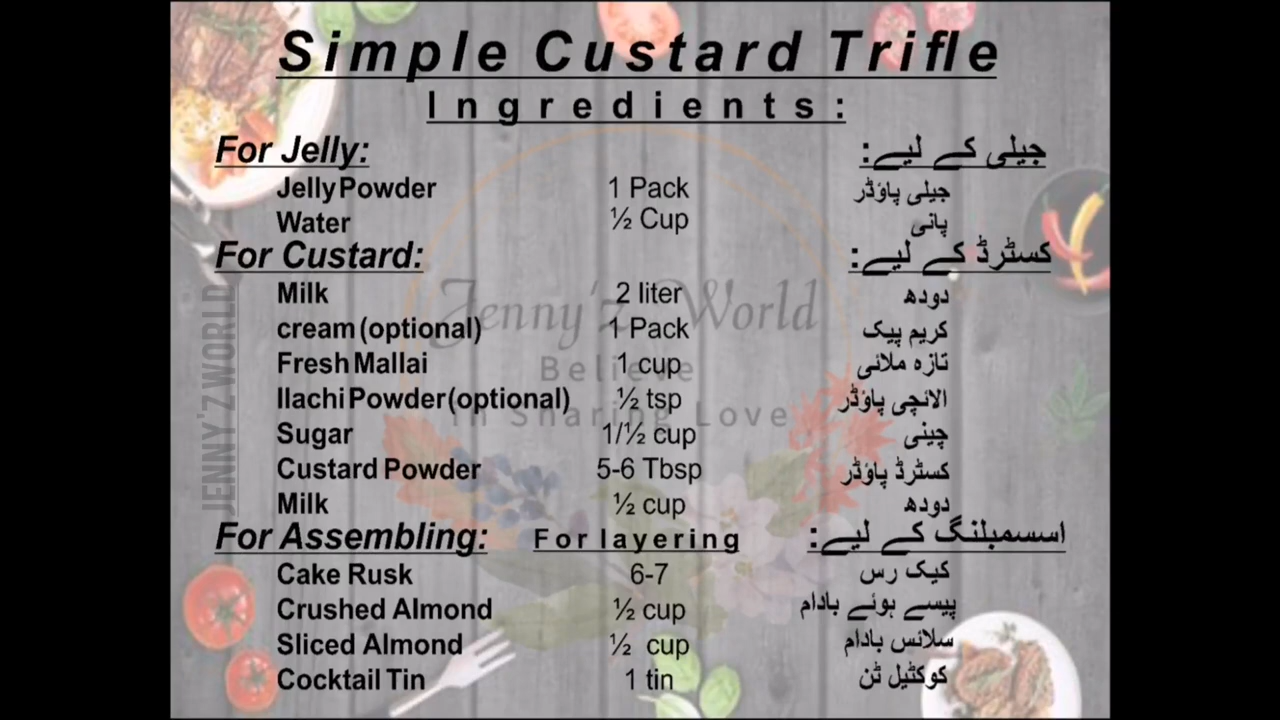 Simple Custard Trifle
Ingredients:
For Jelly: جیلی کے لیے:
Jelly Powder 1 Pack جیلی پاؤڈر
Water ½ Cup پانی
For Custard: کسٹرڈ کے لیے:
Milk 2 liter دودھ
cream (optional) 1 Pack کریم پیک
Fresh Mallai 1 cup تازہ ملائی
Ilachi Powder (optional) ½ tsp الائچی پاؤڈر
Sugar 1/½ cup چینی
Custard Powder 5-6 Tbsp کسٹرڈ پاؤڈر
Milk ½ cup دودھ
For Assembling: For layering اسسمبلنگ کے لیے:
Cake Rusk 6-7 کیک رس
Crushed Almond ½ cup پیسے ہوئے بادام
Sliced Almond ½ cup سلائس بادام
Cocktail Tin 1 tin کوکٹیل ٹن
Jenny'z World
Believe
In Sharing Love
JENNY'Z WORLD